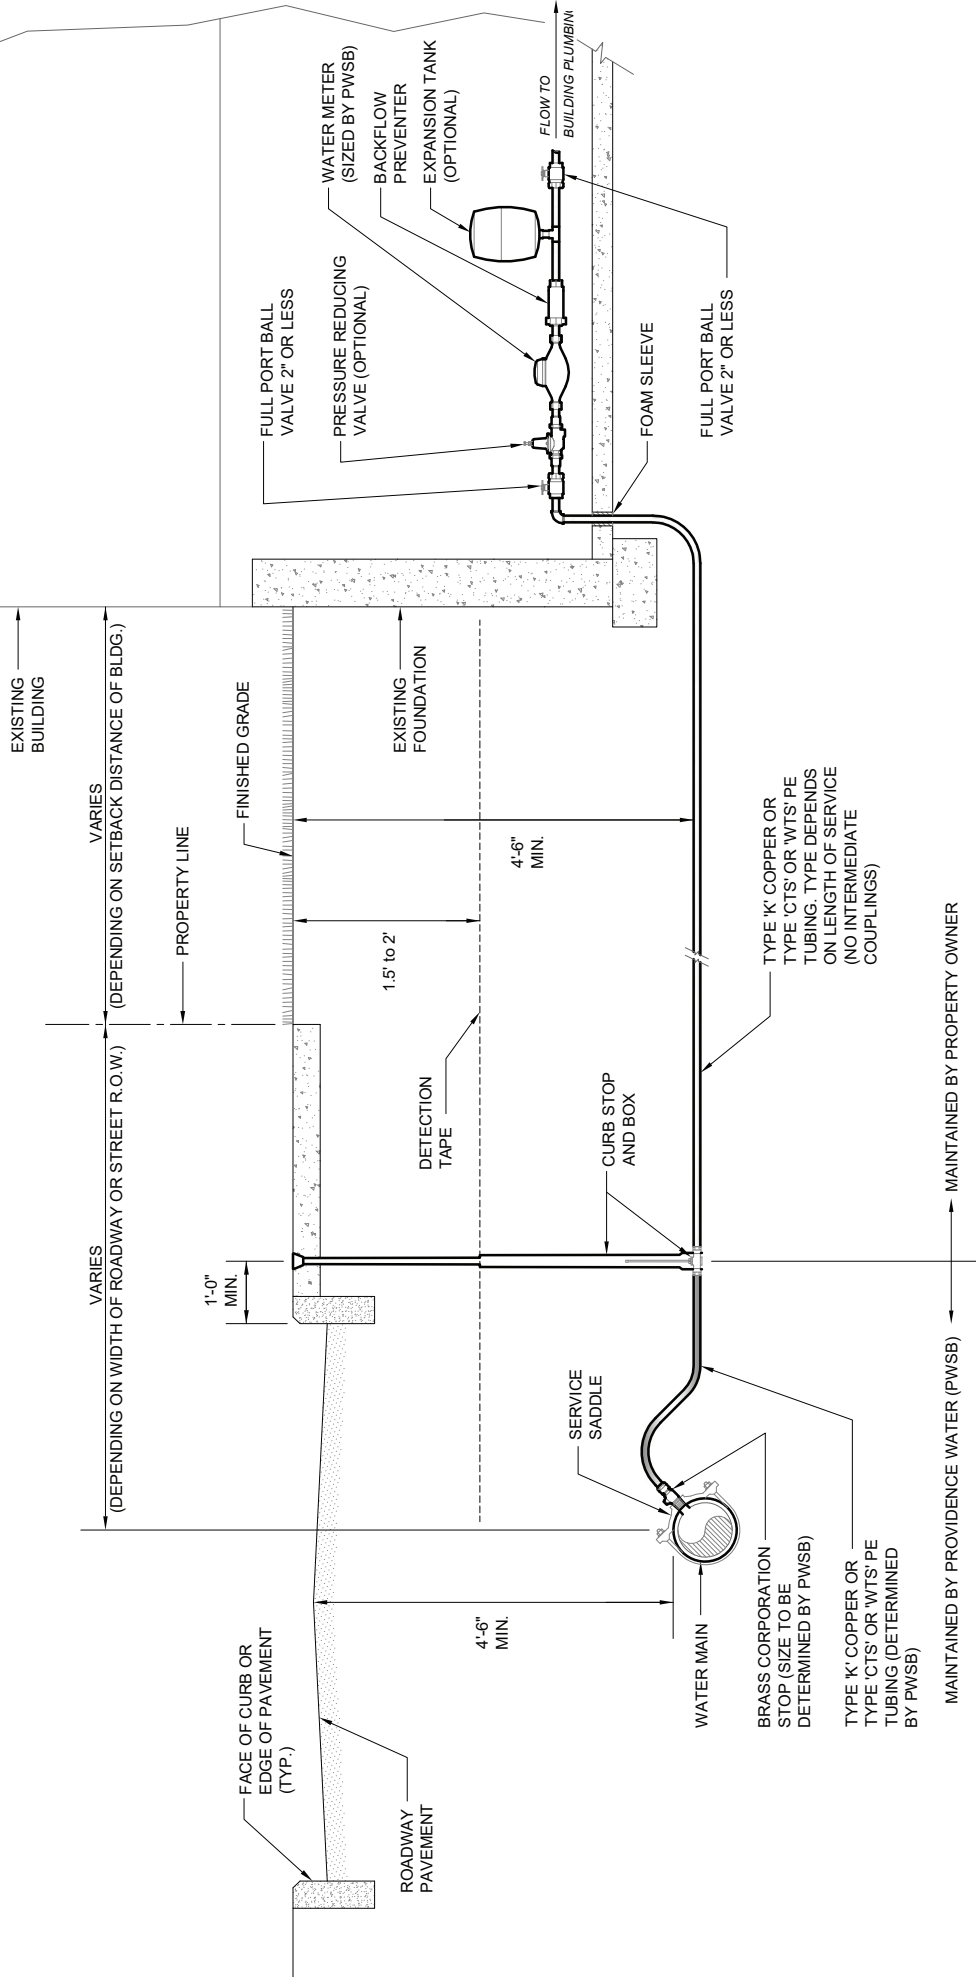 EXISTING
BUILDING
VARIES
(DEPENDING ON SETBACK DISTANCE OF BLDG.)
VARIES
(DEPENDING ON WIDTH OF ROADWAY OR STREET R.O.W.)
PROPERTY LINE
FINISHED GRADE
1'-0"
MIN.
FACE OF CURB OR
EDGE OF PAVEMENT
(TYP.)
ROADWAY
PAVEMENT
FULL PORT BALL
VALVE 2" OR LESS
PRESSURE REDUCING
VALVE (OPTIONAL)
WATER METER
(SIZED BY PWSB)
BACKFLOW
PREVENTER
EXPANSION TANK
(OPTIONAL)
FLOW TO
BUILDING PLUMBING
EXISTING
FOUNDATION
1.5' to 2'
4'-6"
MIN.
DETECTION
TAPE
CURB STOP
AND BOX
SERVICE
SADDLE
4'-6"
MIN.
FOAM SLEEVE
FULL PORT BALL
VALVE 2" OR LESS
WATER MAIN
BRASS CORPORATION
STOP (SIZE TO BE
DETERMINED BY PWSB)
TYPE 'K' COPPER OR
TYPE 'CTS' OR 'WTS' PE
TUBING (DETERMINED
BY PWSB)
TYPE 'K' COPPER OR
TYPE 'CTS' OR 'WTS' PE
TUBING. TYPE DEPENDS
ON LENGTH OF SERVICE
(NO INTERMEDIATE
COUPLINGS)
MAINTAINED BY PROVIDENCE WATER (PWSB)
MAINTAINED BY PROPERTY OWNER